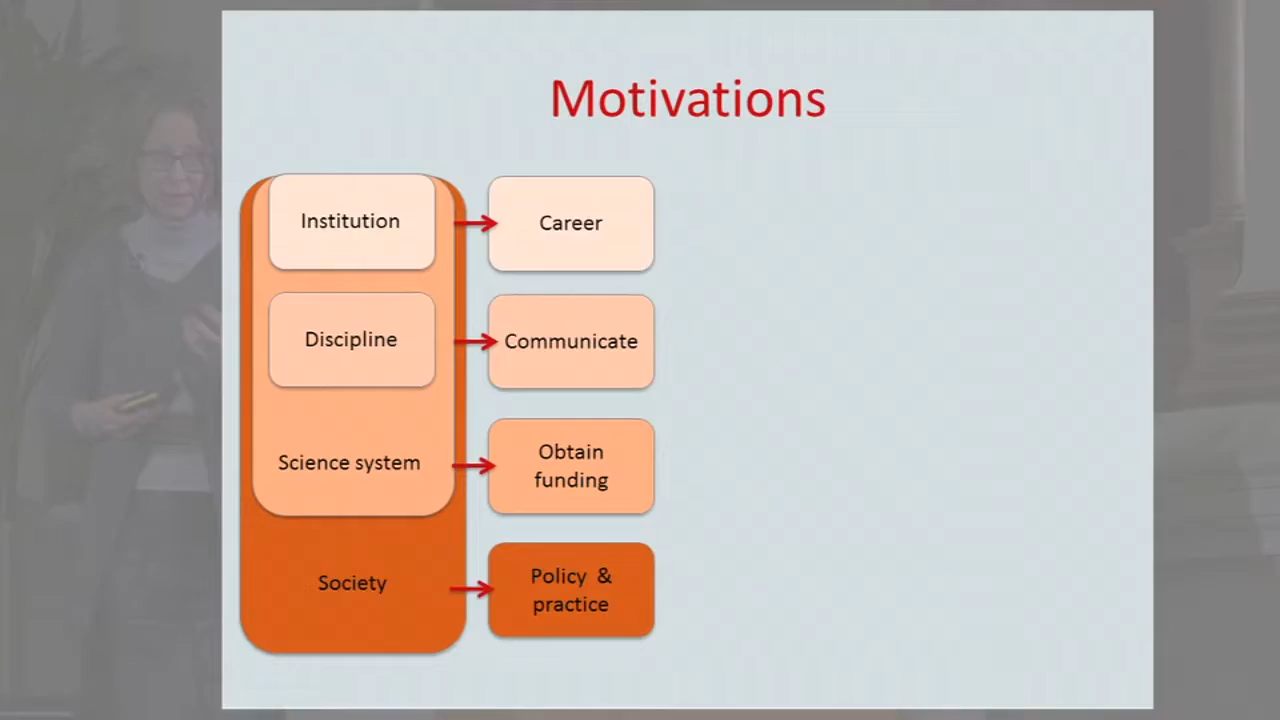 Motivations
Institution
Career
Discipline
Communicate
Science system
Obtain
funding
Society
Policy &
practice